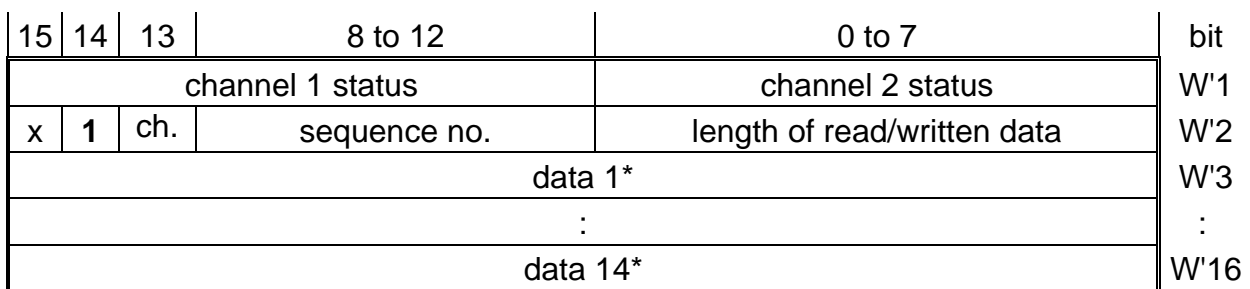 15 14 13 8 to 12 0 to 7 bit
channel 1 status channel 2 status W'1
x 1 ch. sequence no. length of read/written data W'2
data 1* W'3
: :
data 14* W'16